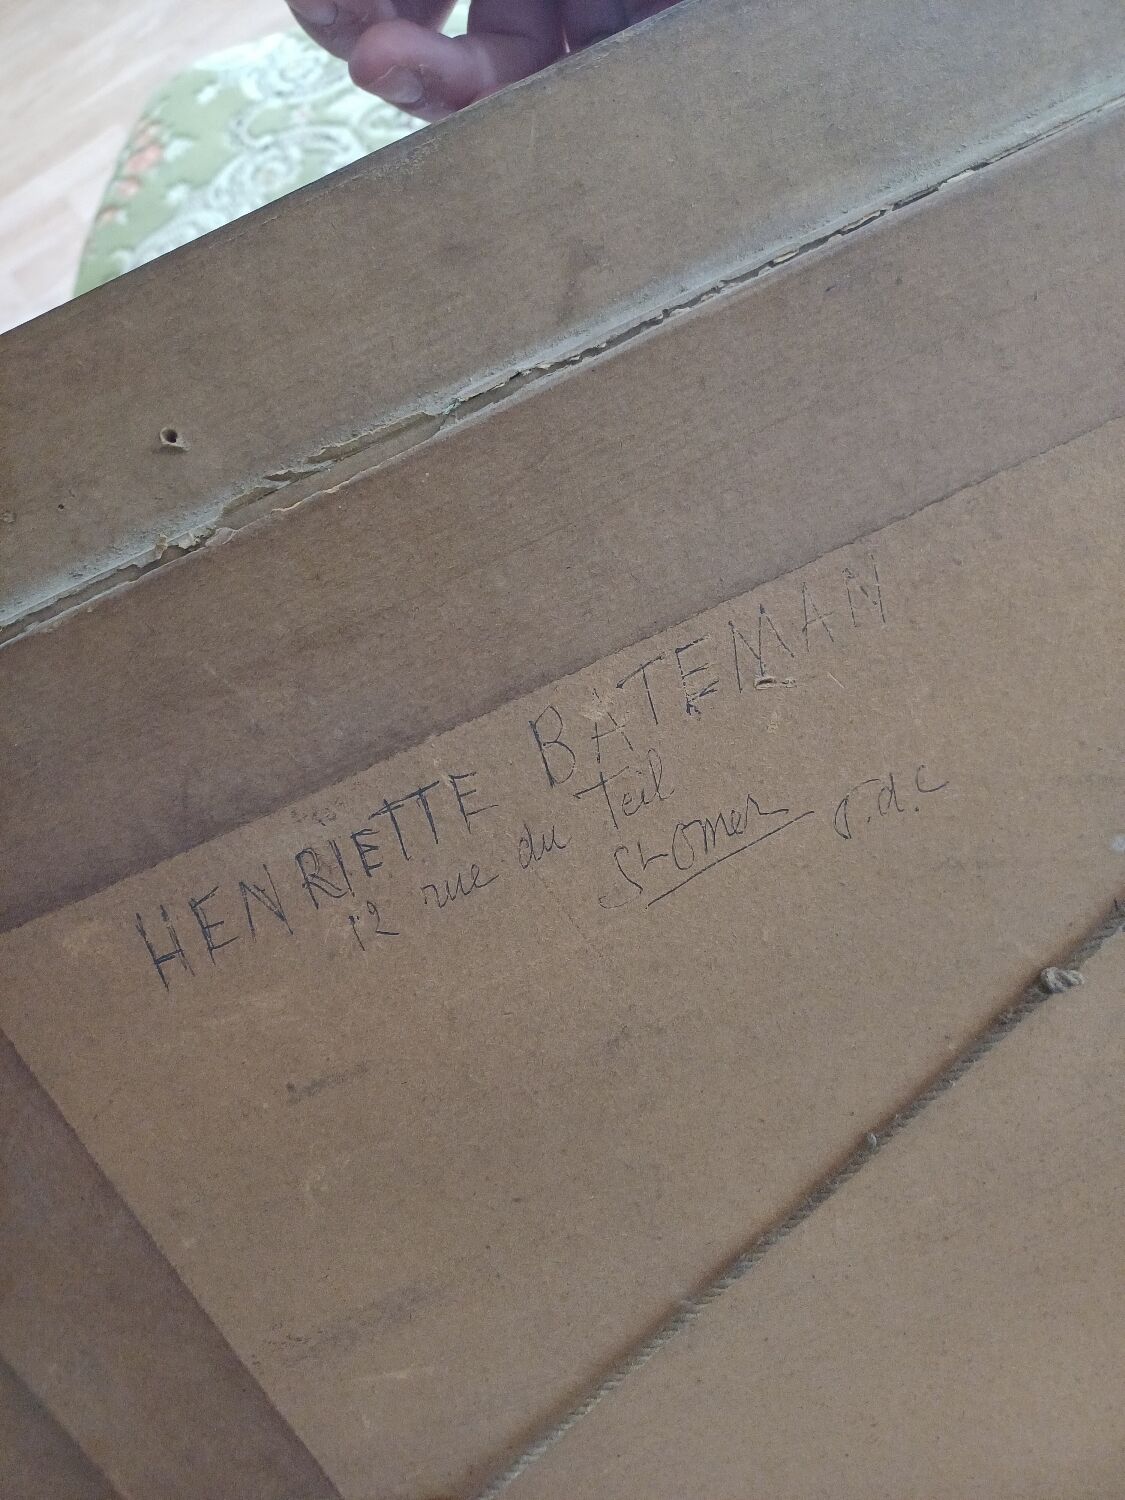 HENRIETTE BATEMAN
12 rue du Teil
St Omer P.d.C